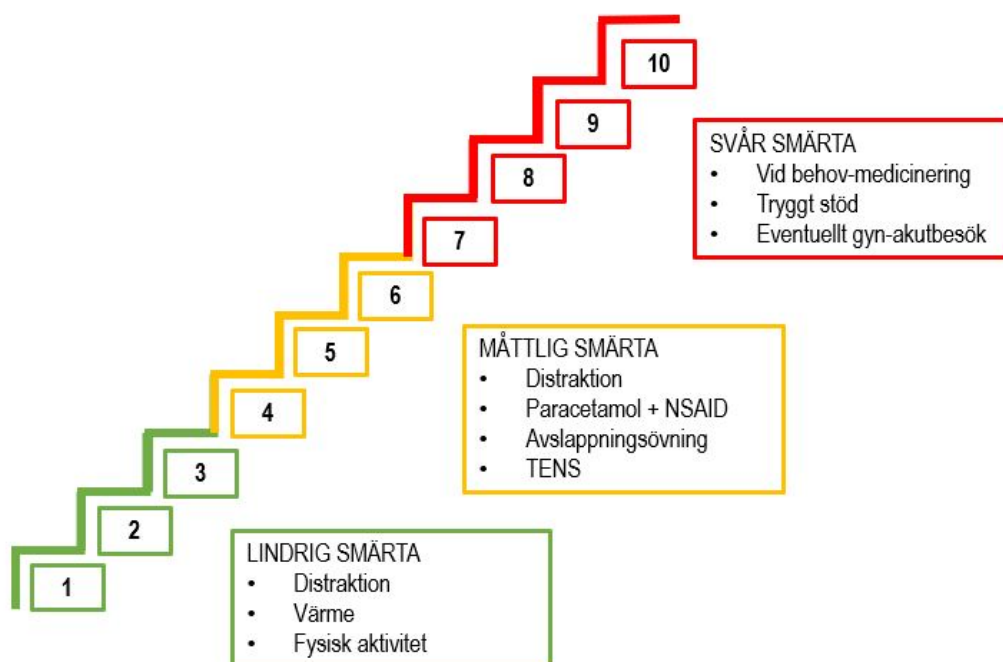 10
9
SVÅR SMÄRTA
• Vid behov-medicinering
• Tryggt stöd
• Eventuellt gyn-akutbesök
8
7
6
5
MÅTTLIG SMÄRTA
• Distraktion
• Paracetamol + NSAID
• Avslappningsövning
• TENS
4
3
2
1
LINDRIG SMÄRTA
• Distraktion
• Värme
• Fysisk aktivitet